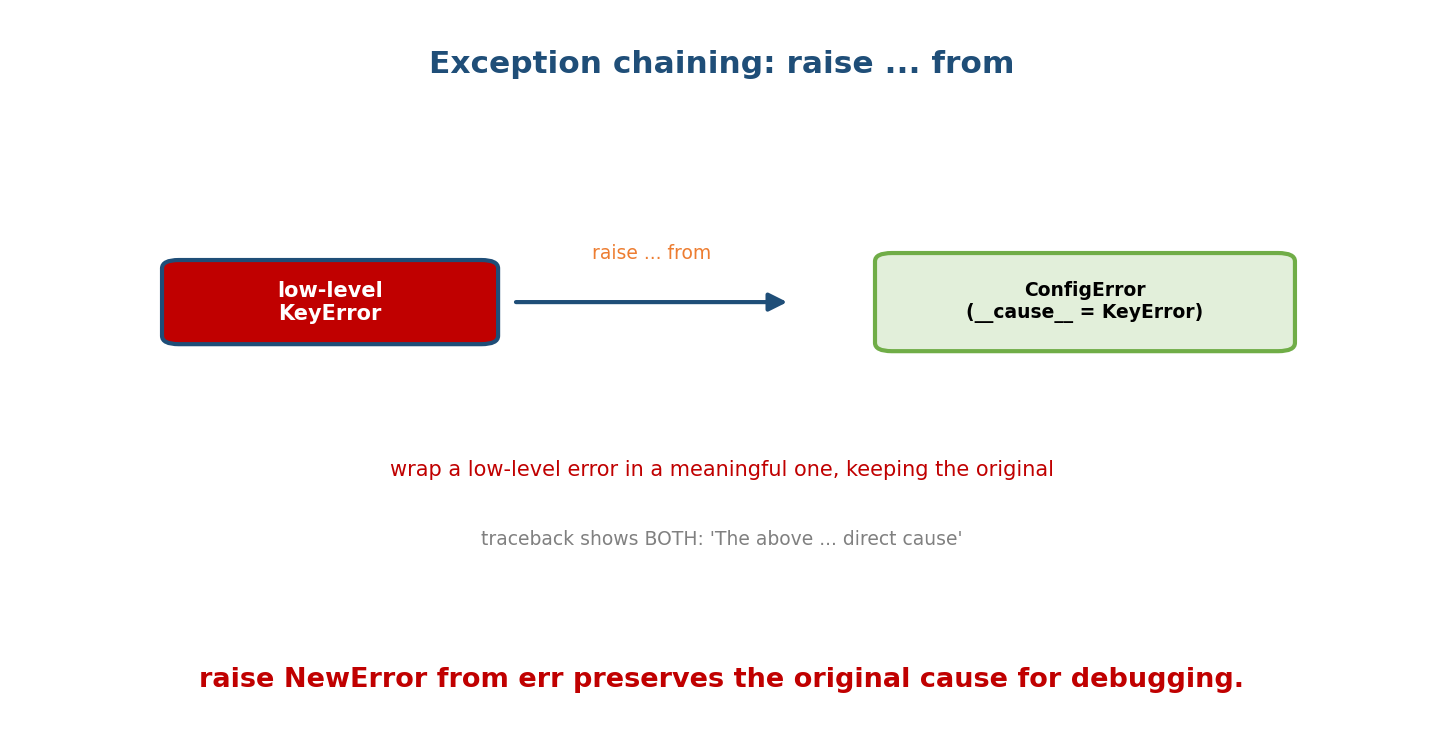 Exception chaining: raise ... from
raise ... from
low-level
KeyError
ConfigError
(__cause__ = KeyError)
wrap a low-level error in a meaningful one, keeping the original
traceback shows BOTH: 'The above ... direct cause'
raise NewError from err preserves the original cause for debugging.